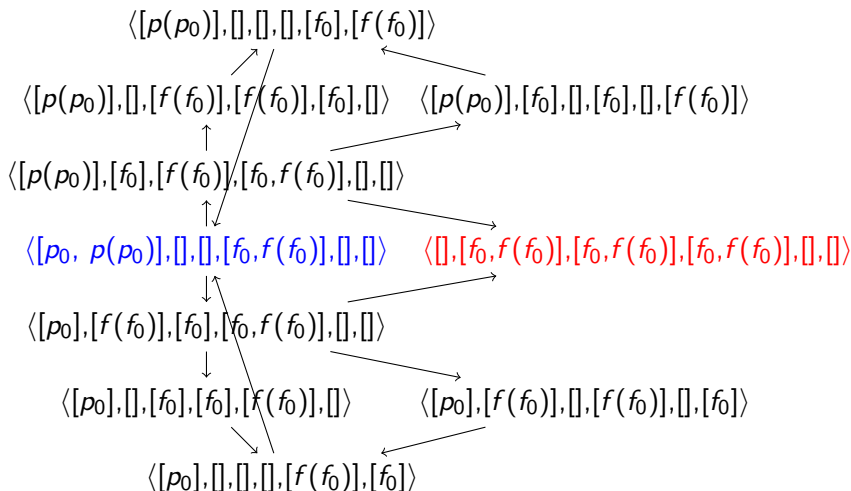 ⟨[p(p₀)],[],[],[],[f₀],[f(f₀)]⟩
⟨[p(p₀)],[],[f(f₀)],[f(f₀)],[f₀],[]⟩ ⟨[p(p₀)],[f₀],[],[f₀],[],[f(f₀)]⟩
⟨[p(p₀)],[f₀],[f(f₀)],[f₀,f(f₀)],[],[]⟩
⟨[p₀, p(p₀)],[],[],[f₀,f(f₀)],[],[]⟩ ⟨[],[f₀,f(f₀)],[f₀,f(f₀)],[f₀,f(f₀)],[],[]⟩
⟨[p₀],[f(f₀)],[f₀],[f₀,f(f₀)],[],[]⟩
⟨[p₀],[],[f₀],[f₀],[f(f₀)],[]⟩ ⟨[p₀],[f(f₀)],[],[f(f₀)],[],[f₀]⟩
⟨[p₀],[],[],[],[f(f₀)],[f₀]⟩